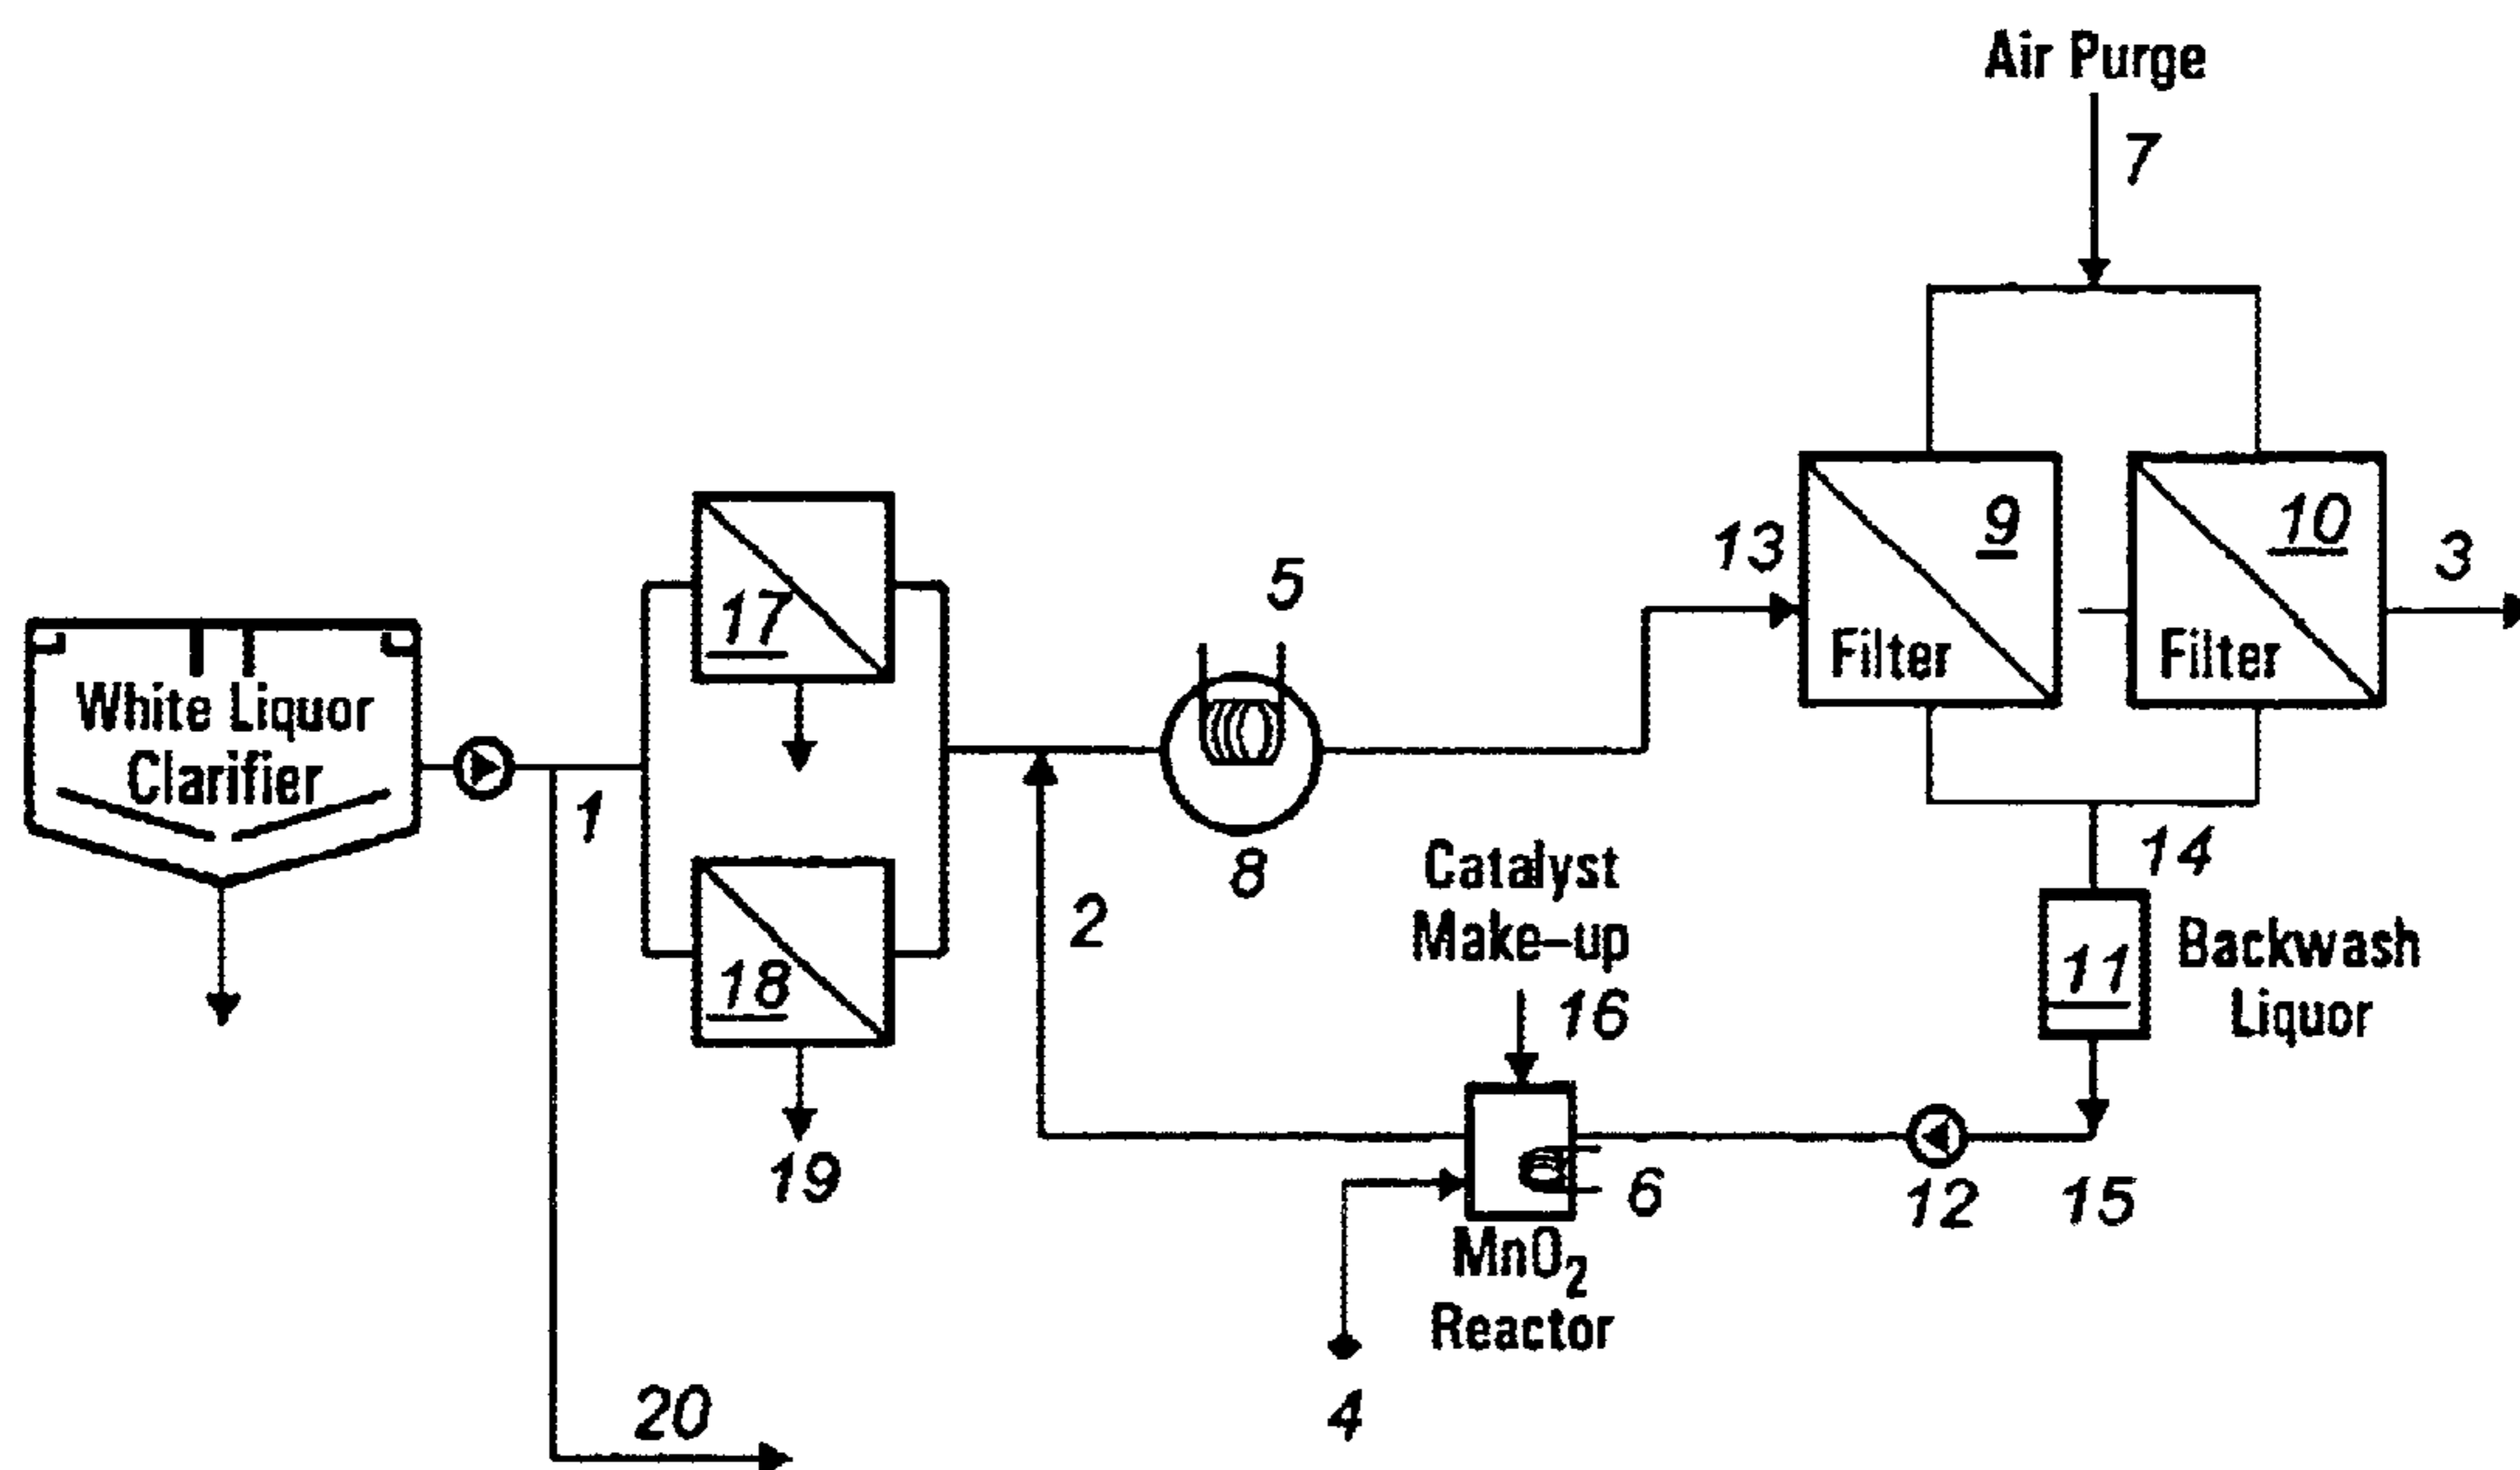 Air Purge
7
13
9
Filter
10
Filter
3
5
17
White Liquor
Clarifier
1
8
14
2
Catalyst
Make-up
16
18
11
Backwash
Liquor
19
6
12
15
MnO2
Reactor
20
4